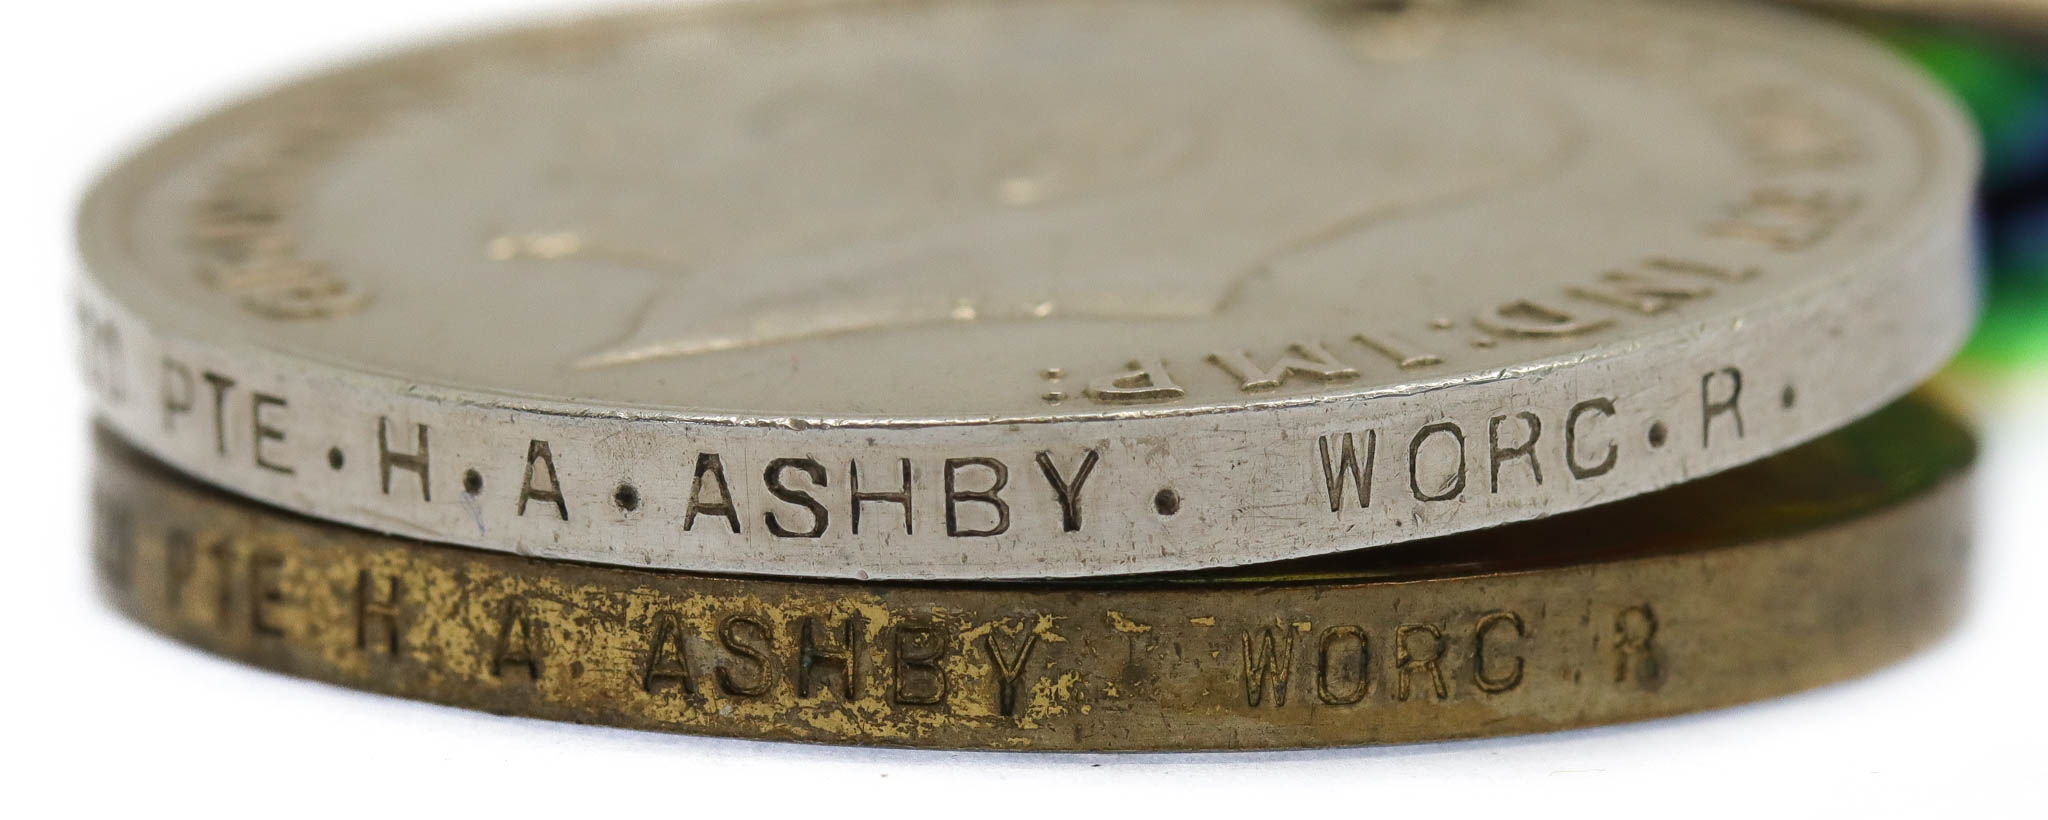 IND: IMP:
PTE. H. A. ASHBY. WORC. R.
PTE H A ASHBY WORC R